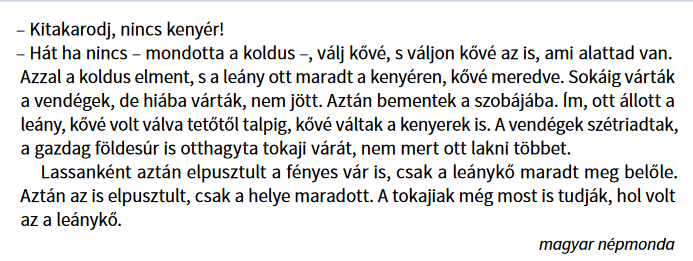 – Kitakarodj, nincs kenyér!
– Hát ha nincs – mondotta a koldus –, válj kővé, s váljon kővé az is, ami alattad van.
Azzal a koldus elment, s a leány ott maradt a kenyéren, kővé meredve. Sokáig várták
a vendégek, de hiába várták, nem jött. Aztán bementek a szobájába. Ím, ott állott a
leány, kővé volt válva tetőtől talpig, kővé váltak a kenyerek is. A vendégek szétriadtak,
a gazdag földesúr is otthagyta tokaji várát, nem mert ott lakni többet.
Lassanként aztán elpusztult a fényes vár is, csak a leánykő maradt meg belőle.
Aztán az is elpusztult, csak a helye maradott. A tokajiak még most is tudják, hol volt
az a leánykő.
magyar népmonda